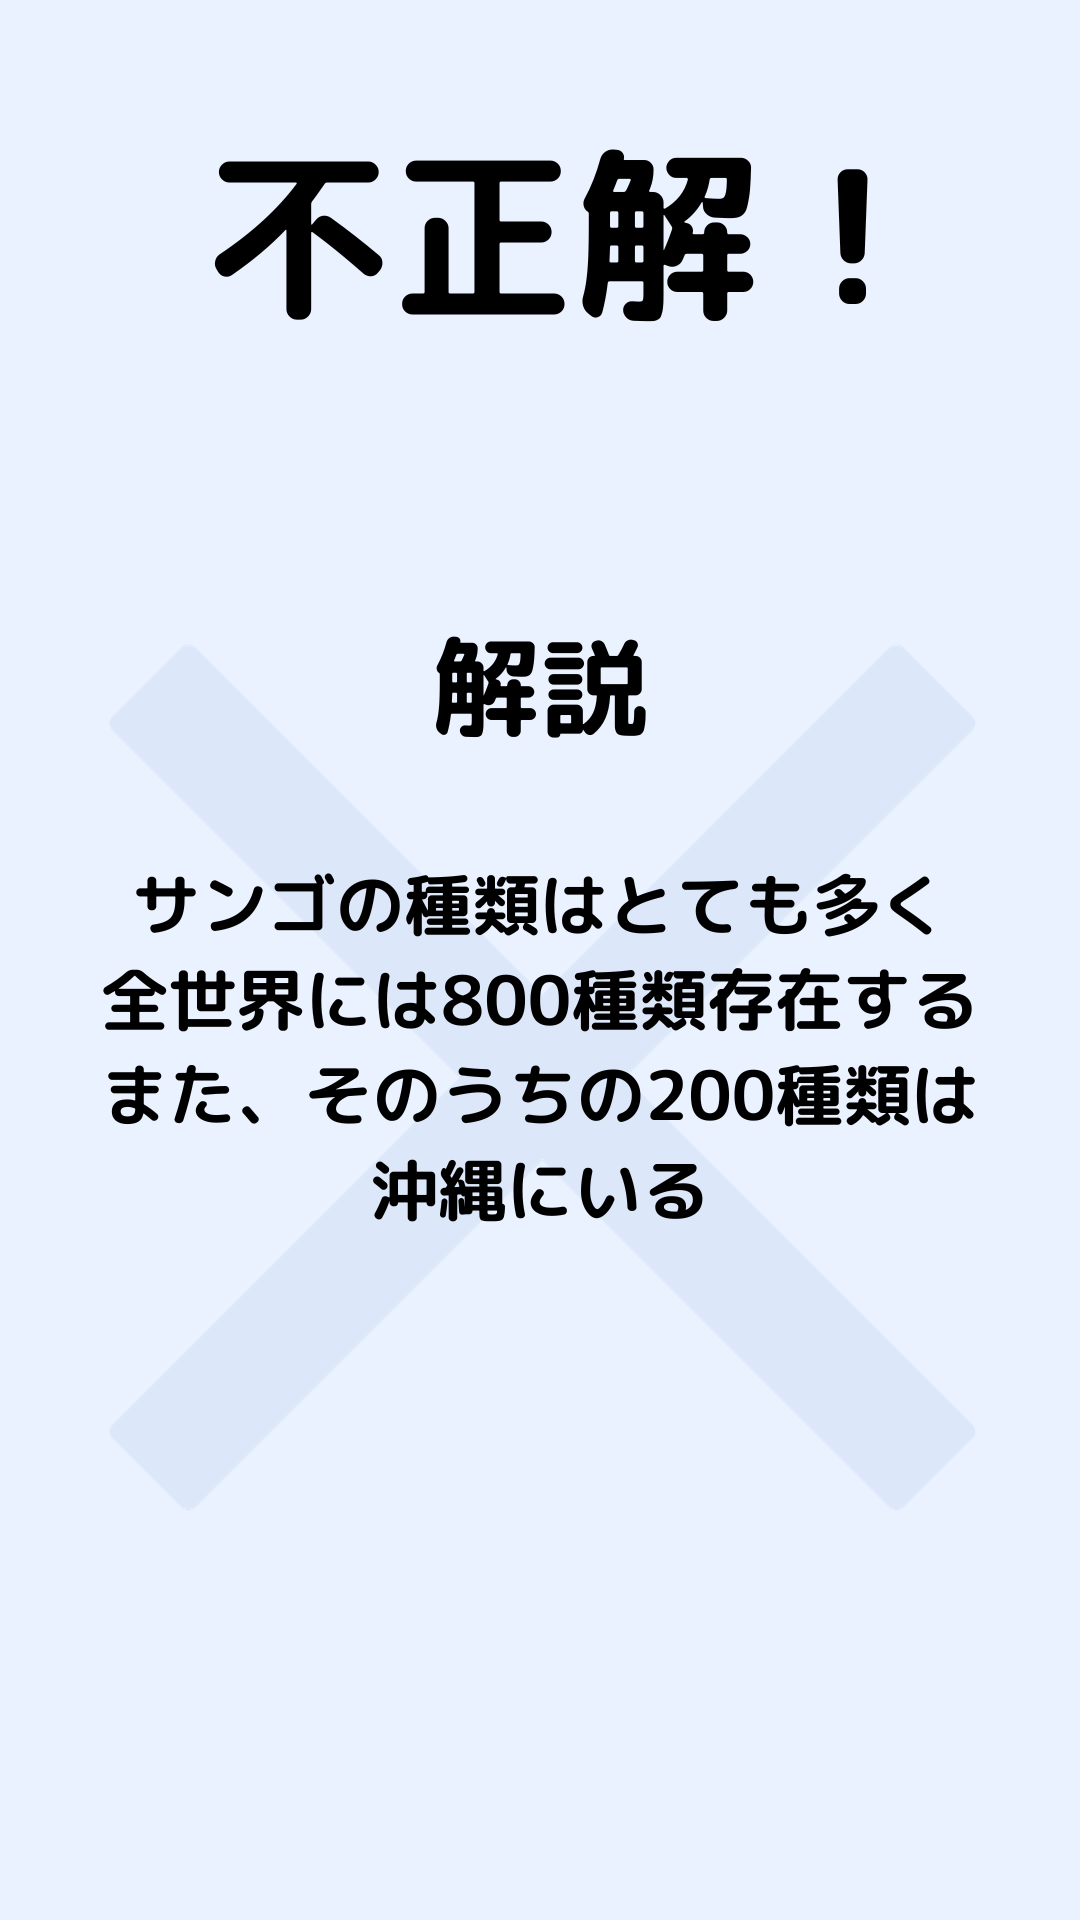 不正解！
解説
サンゴの種類はとても多く
全世界には800種類存在する
また、そのうちの200種類は
沖縄にいる